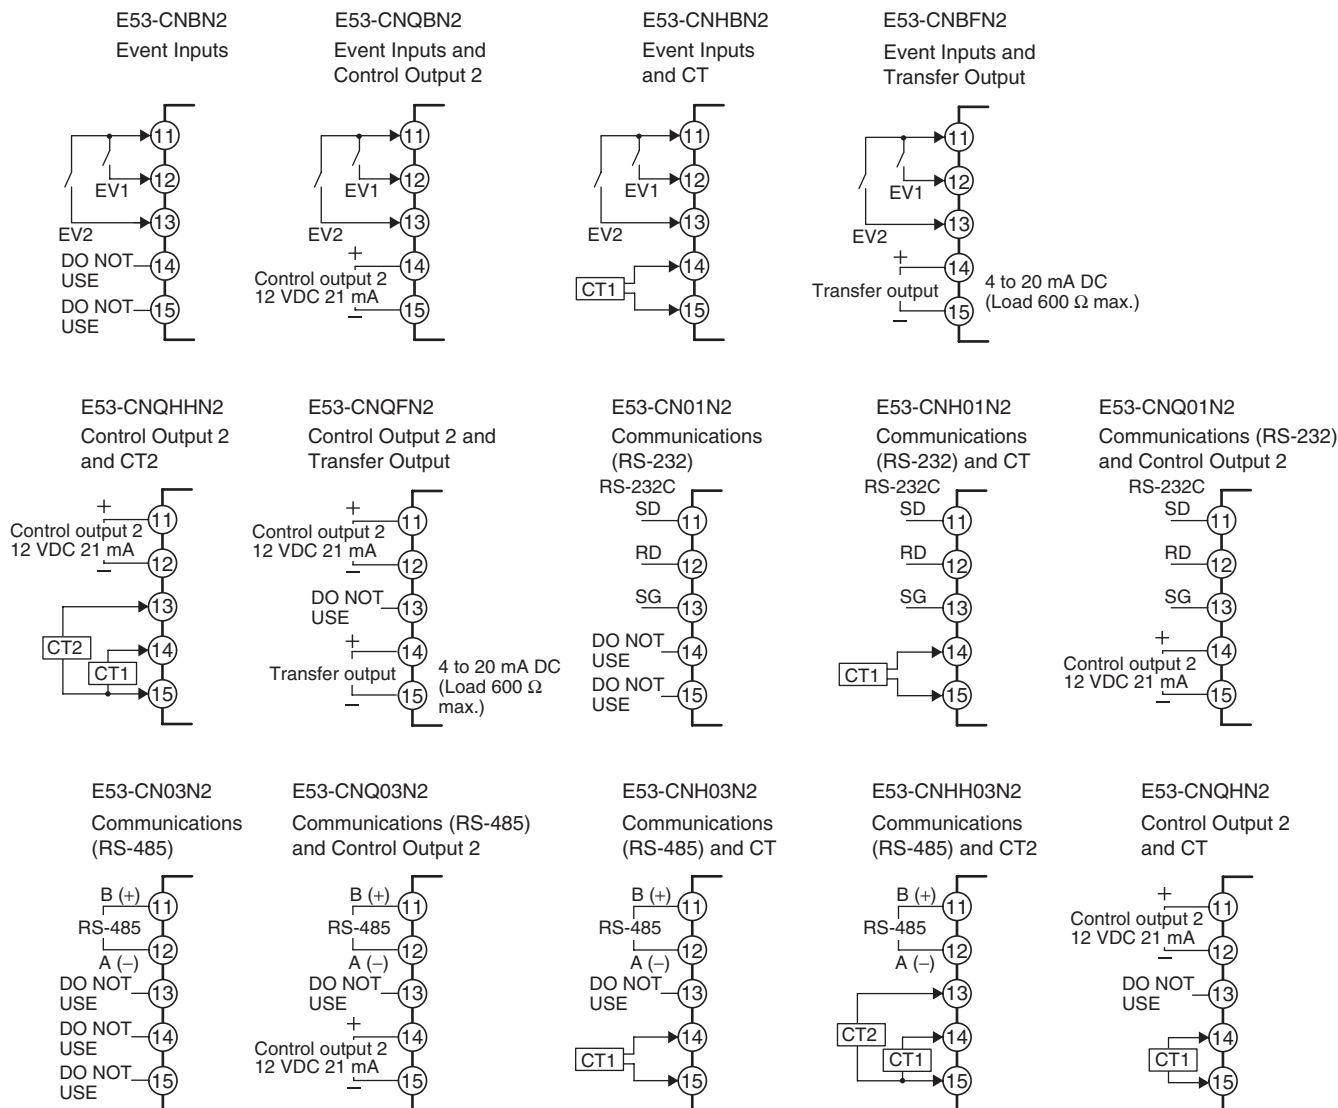 E53-CNBN2
Event Inputs
11
12
EV1
13
EV2
DO NOT
USE
14
DO NOT
USE
15
E53-CNQBN2
Event Inputs and
Control Output 2
11
12
EV1
13
EV2
+
14
Control output 2
12 VDC 21 mA
−
15
E53-CNHBN2
Event Inputs
and CT
11
12
EV1
13
EV2
14
CT1
15
E53-CNBFN2
Event Inputs and
Transfer Output
11
12
EV1
13
EV2
+
14
Transfer output
−
15
4 to 20 mA DC
(Load 600 Ω max.)
E53-CNQHHN2
Control Output 2
and CT2
+
11
Control output 2
12 VDC 21 mA
−
12
13
CT2
14
CT1
15
E53-CNQFN2
Control Output 2 and
Transfer Output
+
11
Control output 2
12 VDC 21 mA
−
12
DO NOT
USE
13
+
14
Transfer output
−
15
4 to 20 mA DC
(Load 600 Ω
max.)
E53-CN01N2
Communications
(RS-232)
RS-232C
SD
11
RD
12
SG
13
DO NOT
USE
14
DO NOT
USE
15
E53-CNH01N2
Communications
(RS-232) and CT
RS-232C
SD
11
RD
12
SG
13
14
CT1
15
E53-CNQ01N2
Communications (RS-232)
and Control Output 2
RS-232C
SD
11
RD
12
SG
13
+
14
Control output 2
12 VDC 21 mA
−
15
E53-CN03N2
Communications
(RS-485)
B (+)
11
RS-485
12
A (−)
DO NOT
USE
13
DO NOT
USE
14
DO NOT
USE
15
E53-CNQ03N2
Communications (RS-485)
and Control Output 2
B (+)
11
RS-485
12
A (−)
DO NOT
USE
13
+
14
Control output 2
12 VDC 21 mA
−
15
E53-CNH03N2
Communications
(RS-485) and CT
B (+)
11
RS-485
12
A (−)
DO NOT
USE
13
14
CT1
15
E53-CNHH03N2
Communications
(RS-485) and CT2
B (+)
11
RS-485
12
A (−)
13
CT2
14
CT1
15
E53-CNQHN2
Control Output 2
and CT
+
11
Control output 2
12 VDC 21 mA
−
12
DO NOT
USE
13
14
CT1
15